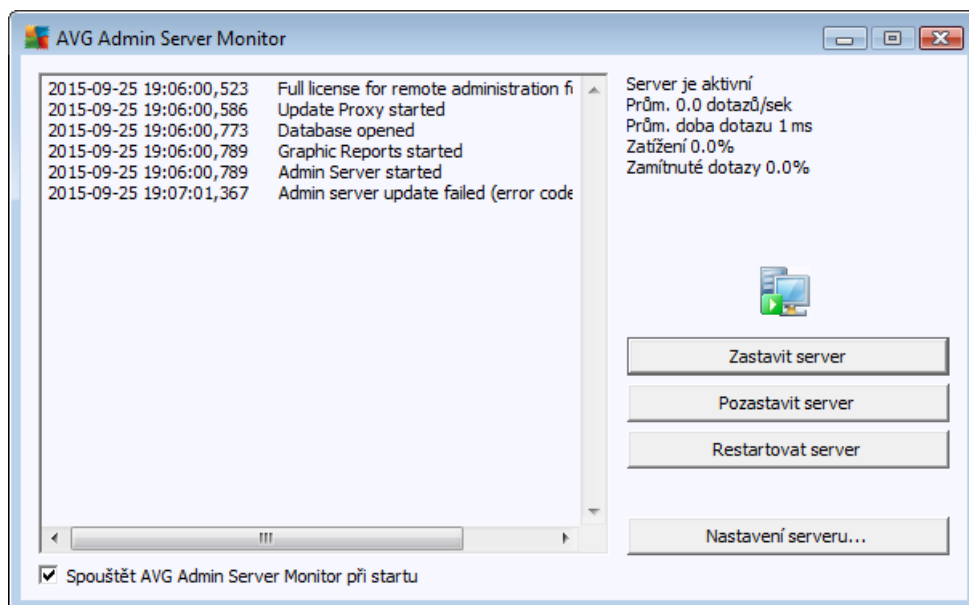 AVG Admin Server Monitor
2015-09-25 19:06:00,523 Full license for remote administration
2015-09-25 19:06:00,586 Update Proxy started
2015-09-25 19:06:00,773 Database opened
2015-09-25 19:06:00,789 Graphic Reports started
2015-09-25 19:06:00,789 Admin Server started
2015-09-25 19:07:01,367 Admin server update failed (error code
Server je aktivní
Prům. 0.0 dotazů/sek
Prům. doba dotazu 1 ms
Zatížení 0.0%
Zamítnuté dotazy 0.0%
Zastavit server
Pozastavit server
Restartovat server
Nastavení serveru...
Spouštět AVG Admin Server Monitor při startu